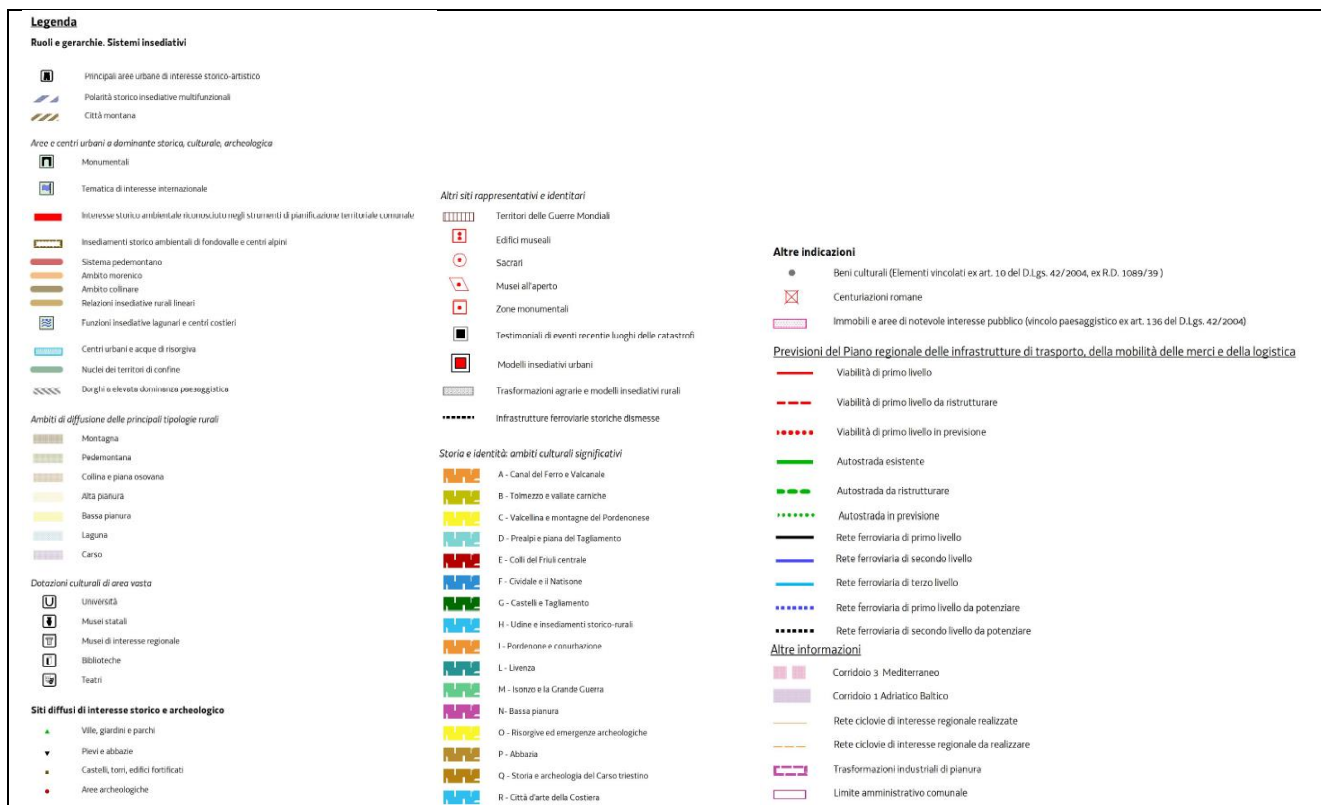 Legenda
Ruoli e gerarchie. Sistemi insediativi
Principali aree urbane di interesse storico-artistico
Polarità storico insediative multifunzionali
Città montana
Aree e centri urbani a dominante storica, culturale, archeologica
Monumentali
Tematica di interesse internazionale
Interesse storico ambientale riconosciuto negli strumenti di pianificazione territoriale comunale
Insediamenti storico ambientali di fondovalle e centri alpini
Sistema pedemontano
Ambito morenico
Ambito collinare
Relazioni insediative rurali lineari
Funzioni insediative lagunari e centri costieri
Centri urbani e acque di risorgiva
Nuclei dei territori di confine
Borghi a elevata dominanza paesaggistica
Ambiti di diffusione delle principali tipologie rurali
Montagna
Pedemontana
Collina e piana osovana
Alta pianura
Bassa pianura
Laguna
Carso
Dotazioni culturali di area vasta
Università
Musei statali
Musei di interesse regionale
Biblioteche
Teatri
Siti diffusi di interesse storico e archeologico
Ville, giardini e parchi
Pievi e abbazie
Castelli, torri, edifici fortificati
Aree archeologiche
Altri siti rappresentativi e identitari
Territori delle Guerre Mondiali
Edifici museali
Sacrari
Musei all'aperto
Zone monumentali
Testimoniali di eventi recenti e luoghi delle catastrofi
Modelli insediativi urbani
Trasformazioni agrarie e modelli insediativi rurali
Infrastrutture ferroviarie storiche dismesse
Storia e identità: ambiti culturali significativi
A - Canal del Ferro e Valcanale
B - Tolmezzo e vallate carniche
C - Valcellina e montagne del Pordenonese
D - Prealpi e piana del Tagliamento
E - Colli del Friuli centrale
F - Cividale e il Natisone
G - Castelli e Tagliamento
H - Udine e insediamenti storico-rurali
I - Pordenone e conurbazione
L - Livenza
M - Isonzo e la Grande Guerra
N- Bassa pianura
O - Risorgive ed emergenze archeologiche
P - Abbazia
Q - Storia e archeologia del Carso triestino
R - Città d'arte della Costiera
Altre indicazioni
Beni culturali (Elementi vincolati ex art. 10 del D.Lgs. 42/2004, ex R.D. 1089/39 )
Centuriazioni romane
Immobili e aree di notevole interesse pubblico (vincolo paesaggistico ex art. 136 del D.Lgs. 42/2004)
Previsioni del Piano regionale delle infrastrutture di trasporto, della mobilità delle merci e della logistica
Viabilità di primo livello
Viabilità di primo livello da ristrutturare
Viabilità di primo livello in previsione
Autostrada esistente
Autostrada da ristrutturare
Autostrada in previsione
Rete ferroviaria di primo livello
Rete ferroviaria di secondo livello
Rete ferroviaria di terzo livello
Rete ferroviaria di primo livello da potenziare
Rete ferroviaria di secondo livello da potenziare
Altre informazioni
Corridoio 3 Mediterraneo
Corridoio 1 Adriatico Baltico
Rete ciclovie di interesse regionale realizzate
Rete ciclovie di interesse regionale da realizzare
Trasformazioni industriali di pianura
Limite amministrativo comunale